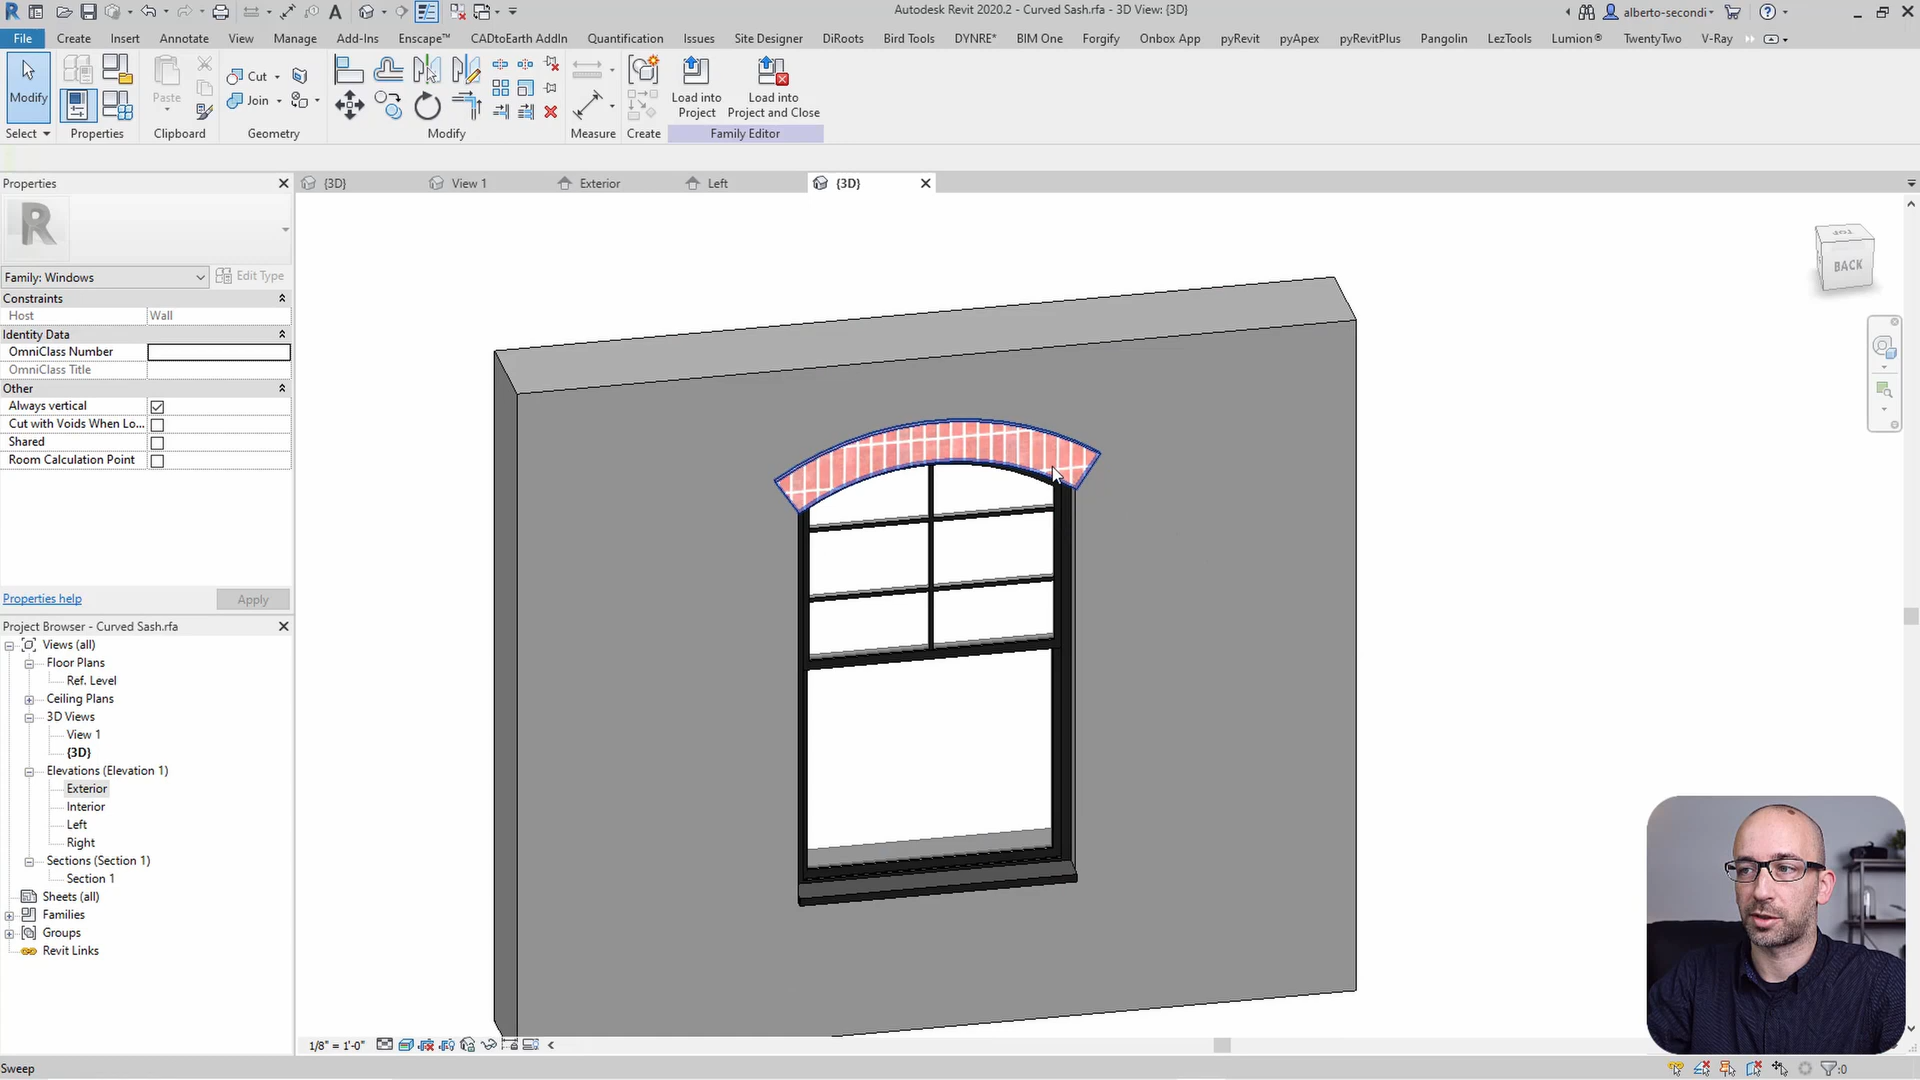 Autodesk Revit 2020.2 - Curved Sash.rfa - 3D View: {3D}
alberto-secondi
File
Create
Insert
Annotate
View
Manage
Add-Ins
Enscape™
CADtoEarth AddIn
Quantification
Issues
Site Designer
DiRoots
Bird Tools
DYNRE*
BIM One
Forgify
Onbox App
pyRevit
pyApex
pyRevitPlus
Pangolin
LezTools
Lumion®
TwentyTwo
V-Ray
Modify
Paste
Cut
Join
Load into
Project
Load into
Project and Close
Select
Properties
Clipboard
Geometry
Modify
Measure
Create
Family Editor
Properties
{3D}
View 1
Exterior
Left
{3D}
R
Family: Windows
Edit Type
Constraints
Host
Wall
Identity Data
OmniClass Number
OmniClass Title
Other
Always vertical
Cut with Voids When Lo...
Shared
Room Calculation Point
Properties help
Apply
Project Browser - Curved Sash.rfa
Views (all)
Floor Plans
Ref. Level
Ceiling Plans
3D Views
View 1
{3D}
Elevations (Elevation 1)
Exterior
Interior
Left
Right
Sections (Section 1)
Section 1
Sheets (all)
Families
Groups
Revit Links
TOP
BACK
1/8" = 1'-0"
Sweep
:0